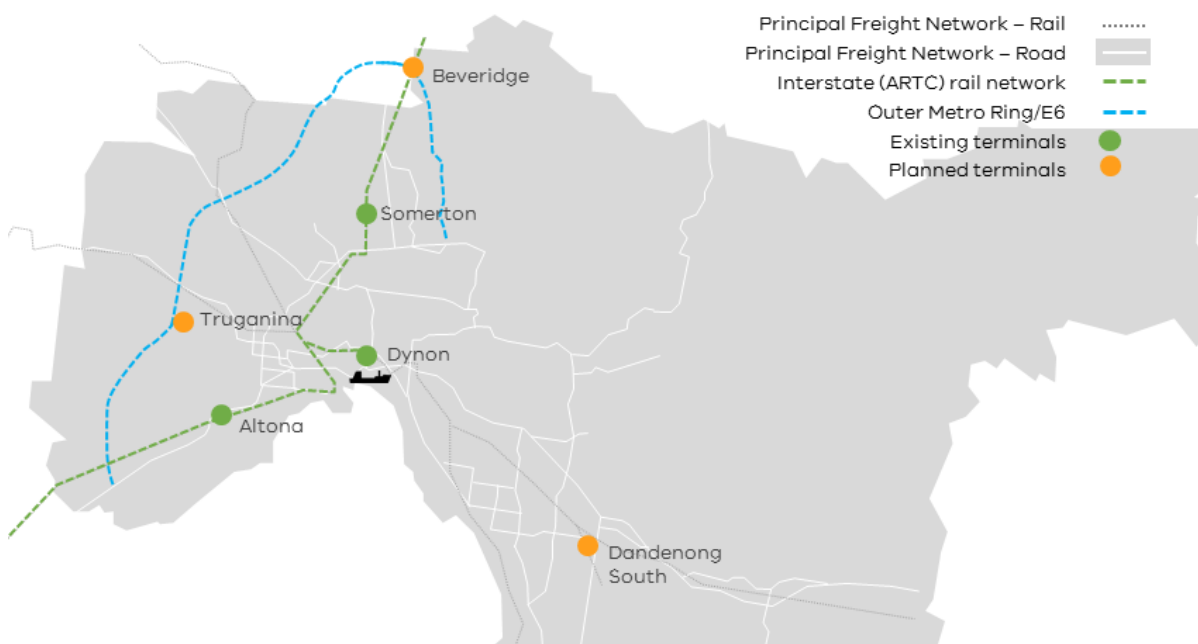 Principal Freight Network – Rail
Principal Freight Network – Road
Interstate (ARTC) rail network
Outer Metro Ring/E6
Existing terminals
Planned terminals
Beveridge
Somerton
Truganina
Dynon
Altona
Dandenong
South